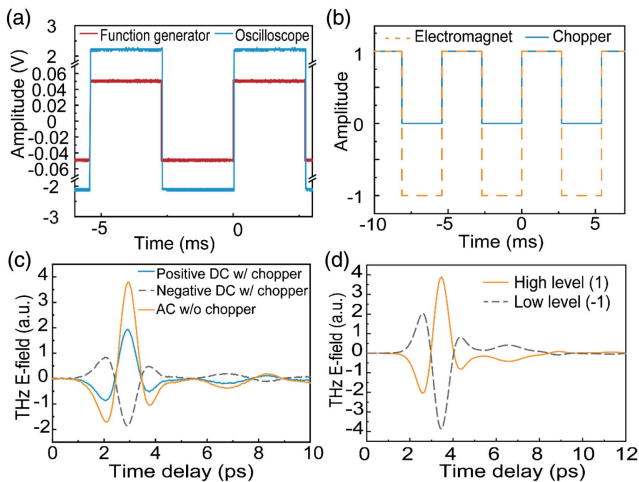 (a)
Function generator
Oscilloscope
Amplitude (V)
3
2
0.06
0.04
0.02
0
-0.02
-0.04
-2
-3
-5
0
Time (ms)
(b)
Electromagnet
Chopper
Amplitude
1
0
-1
-10
-5
0
5
Time (ms)
(c)
Positive DC w/ chopper
Negative DC w/ chopper
AC w/o chopper
THz E-field (a.u.)
4
3
2
1
0
-1
-2
0
2
4
6
8
10
Time delay (ps)
(d)
High level (1)
Low level (-1)
THz E-field (a.u.)
4
3
2
1
0
-1
-2
-3
-4
0
2
4
6
8
10
12
Time delay (ps)